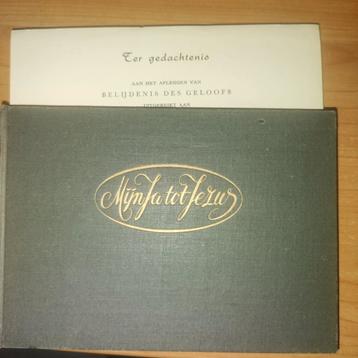 Ter gedachtenis
AAN HET AFLEGGEN VAN
BELIJDENIS DES GELOOFS
UITGEREIKT AAN
Mijn Ja tot Jezus